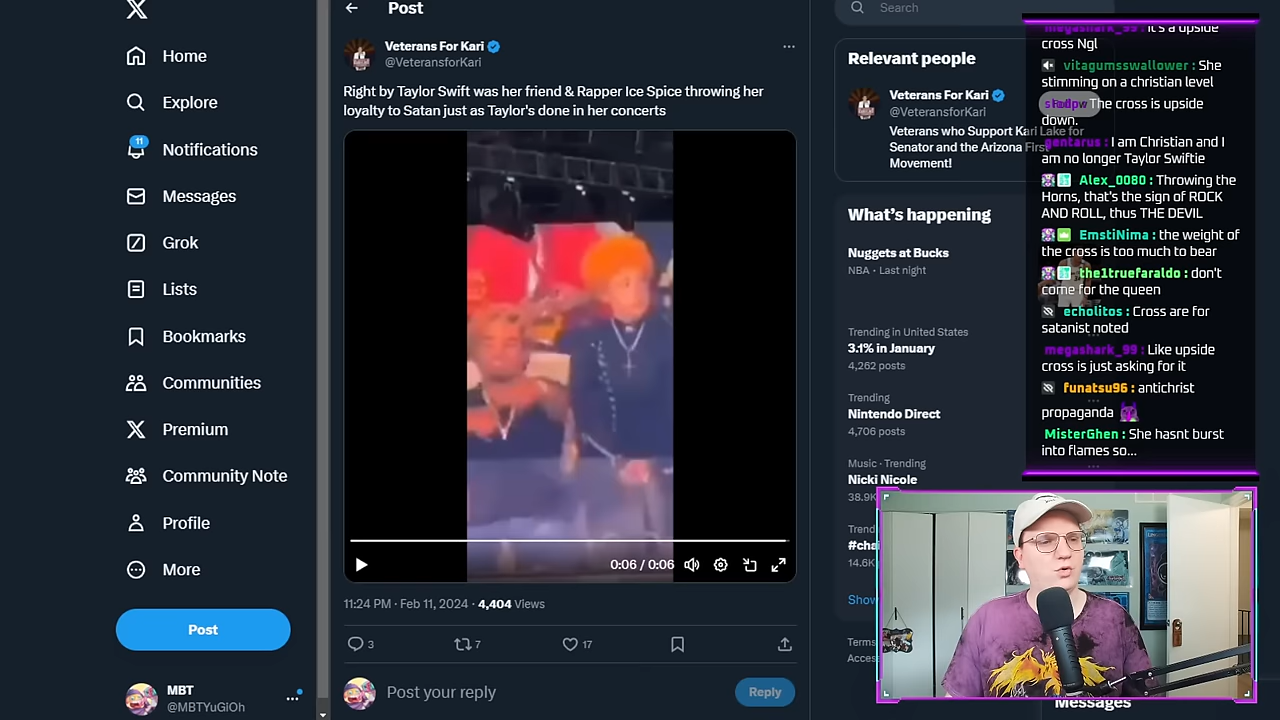 Home
Explore
11
Notifications
Messages
Grok
Lists
Bookmarks
Communities
Premium
Community Note
Profile
More
Post
MBT
@MBTYuGiOh
Post
Veterans For Kari
@VeteransforKari
Right by Taylor Swift was her friend & Rapper Ice Spice throwing her
loyalty to Satan just as Taylor's done in her concerts
0:06 / 0:06
11:24 PM · Feb 11, 2024 · 4,404 Views
3
7
17
Post your reply
Reply
Search
Relevant people
Veterans For Kari
@VeteransforKari
Veterans who Support Kari Lake for
Senator and the Arizona First
Movement!
What's happening
Nuggets at Bucks
NBA · Last night
Trending in United States
3.1% in January
4,262 posts
Trending
Nintendo Direct
4,706 posts
Music · Trending
Nicki Nicole
38.9K
Trend
#cha
14.6K
Show
Terms
Acces
Messages
megashark_99 : It's a upside
cross Ngl
vitagumsswallower : She
stimming on a christian level
The cross is upside
down.
gentarus : I am Christian and I
am no longer Taylor Swiftie
Alex_0080 : Throwing the
Horns, that's the sign of ROCK
AND ROLL, thus THE DEVIL
EmstiNima : the weight of
the cross is too much to bear
the1truefaraldo : don't
come for the queen
echolitos : Cross are for
satanist noted
megashark_99 : Like upside
cross is just asking for it
funatsu96 : antichrist
propaganda
MisterGhen : She hasnt burst
into flames so...